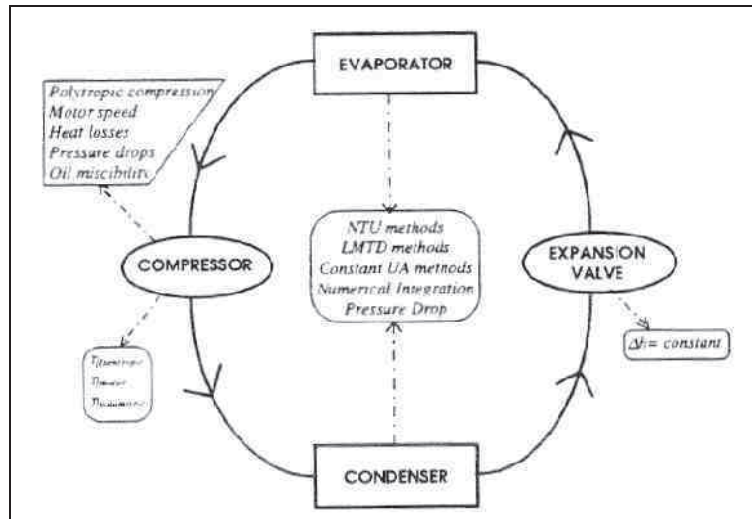 EVAPORATOR
Polytropic compression
Motor speed
Heat losses
Pressure drops
Oil miscibility
NTU methods
LMTD methods
Constant UA methods
Numerical Integration
Pressure Drop
COMPRESSOR
EXPANSION
VALVE
Δh = constant
CONDENSER